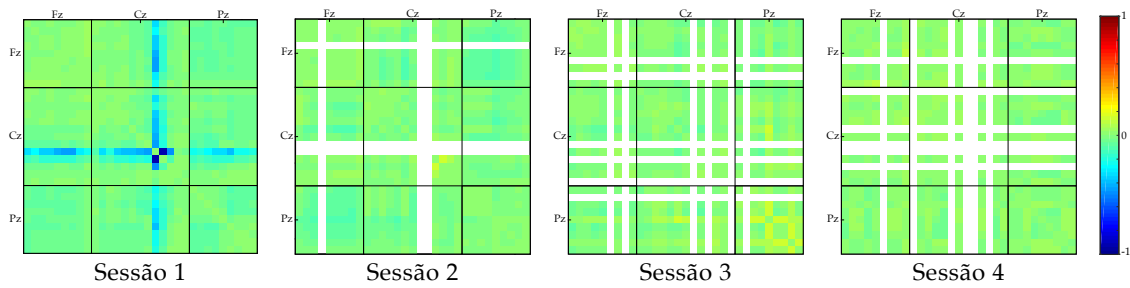 Fz Cz Pz Fz Cz Pz Fz Cz Pz Fz Cz Pz 1
Fz Fz Fz Fz
Cz Cz Cz Cz 0
Pz Pz Pz Pz
-1
Sessão 1 Sessão 2 Sessão 3 Sessão 4